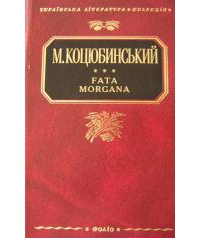 УКРАЇНСЬКА ЛІТЕРАТУРА КОЛЕКЦІЯ
М. КОЦЮБИНСЬКИЙ
* * *
FATA
MORGANA
ФОЛІО